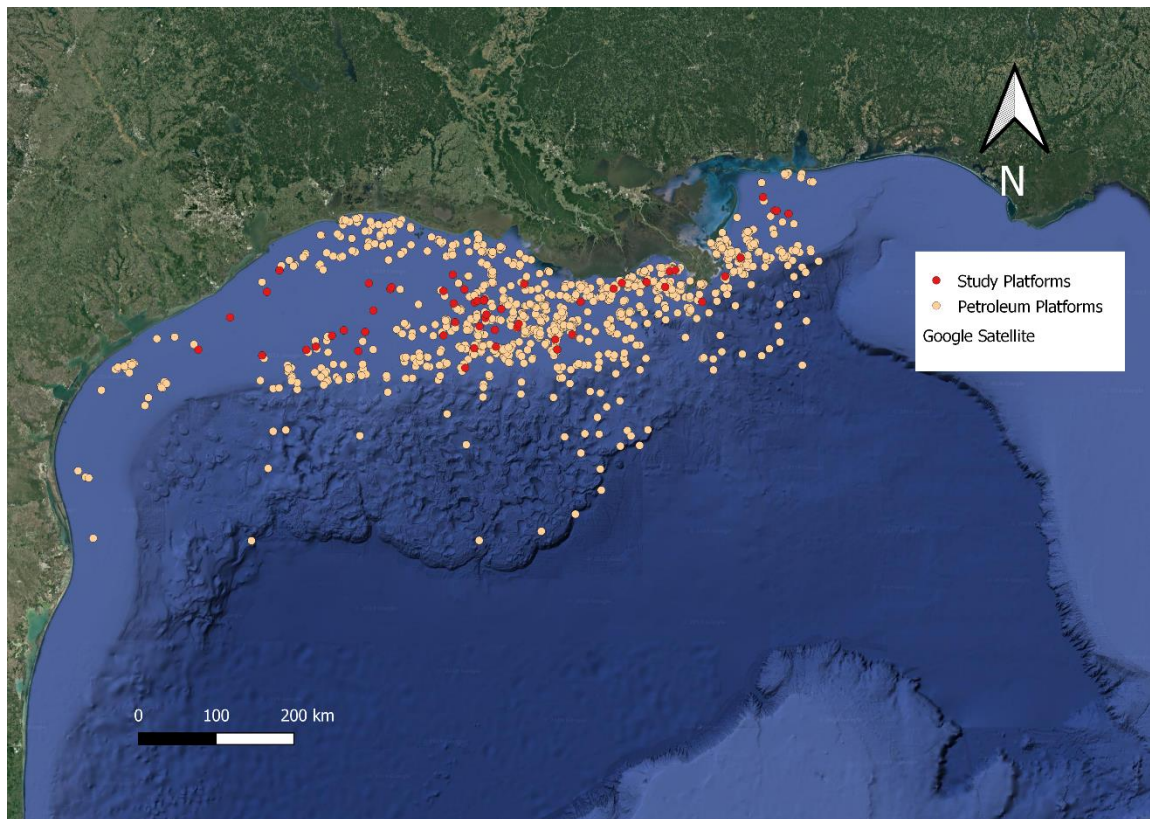 N
Study Platforms
Petroleum Platforms
Google Satellite
0 100 200 km